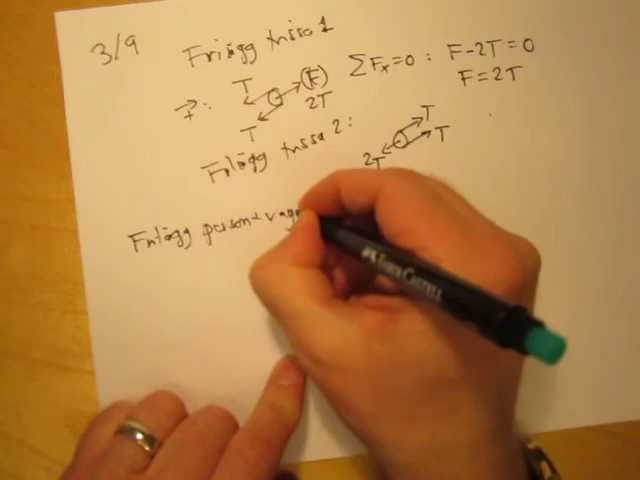 3/9 Frilägg trissa 1
T F ΣFx=0 : F-2T=0
→+: 2T F=2T
T T
Frilägg trissa 2: T
2T
Frilägg person+vagn
FABER-CASTELL